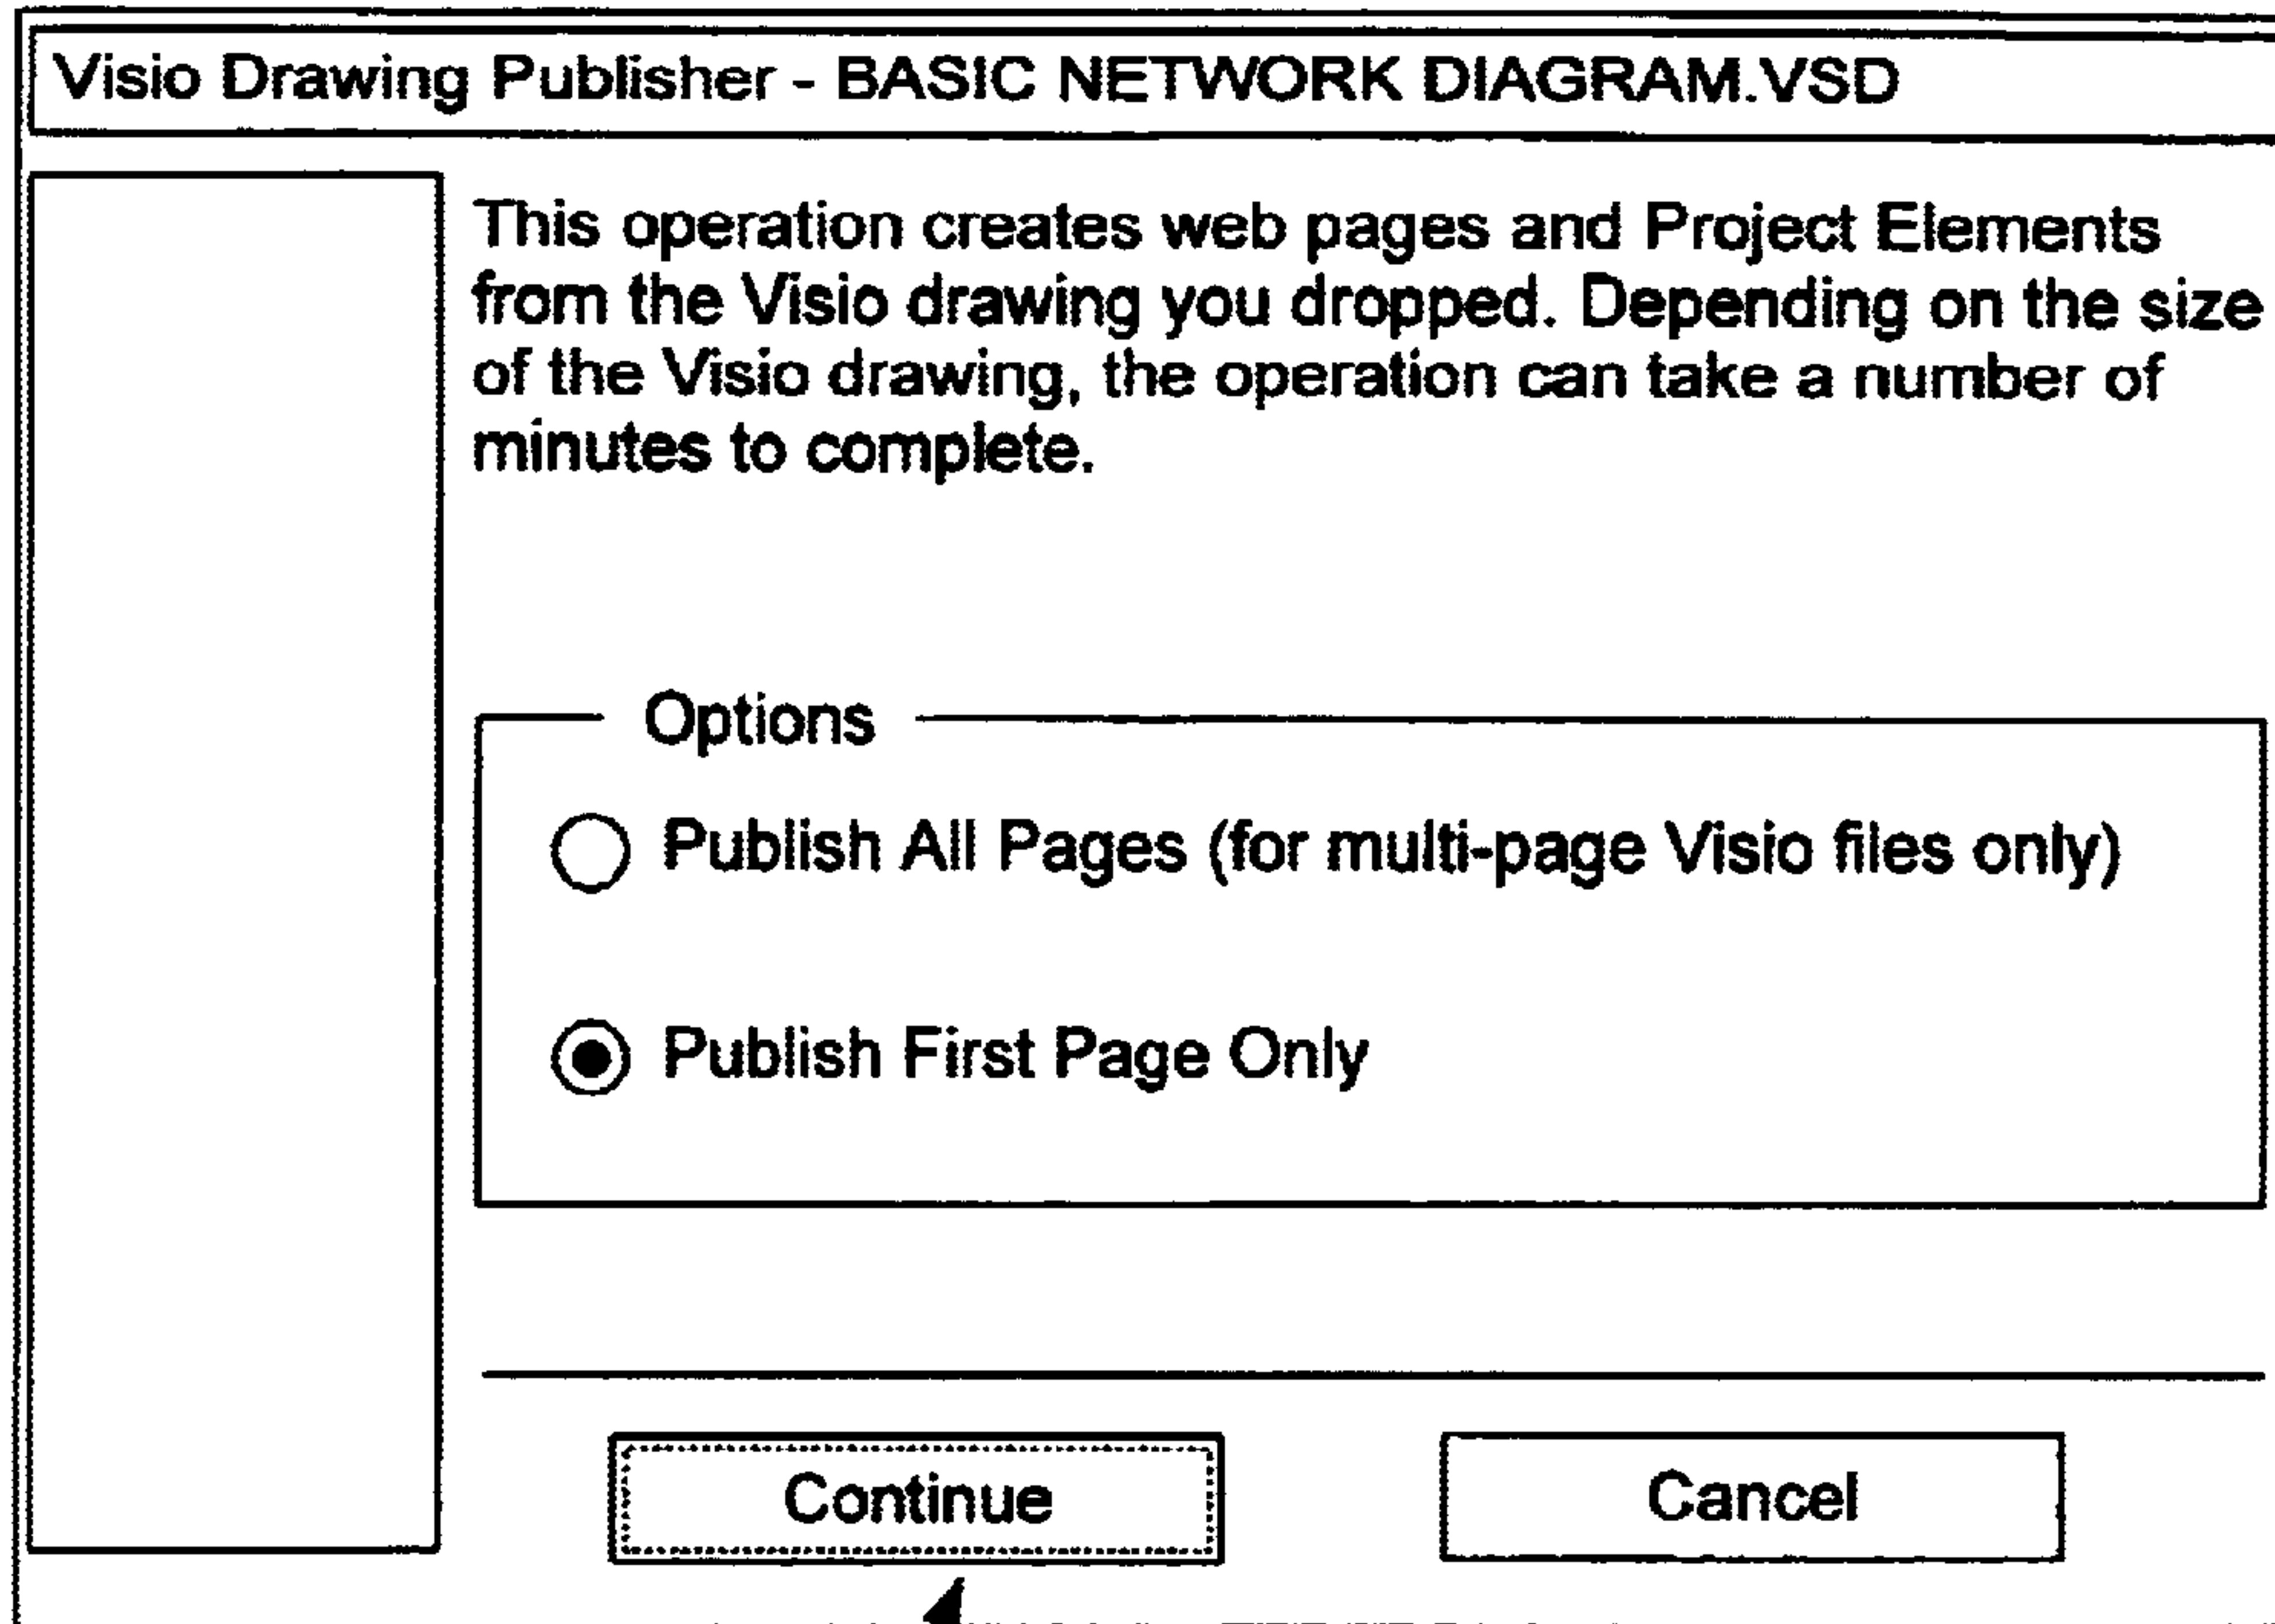 Visio Drawing Publisher - BASIC NETWORK DIAGRAM.VSD
This operation creates web pages and Project Elements
from the Visio drawing you dropped. Depending on the size
of the Visio drawing, the operation can take a number of
minutes to complete.
Options
Publish All Pages (for multi-page Visio files only)
Publish First Page Only
Continue
Cancel